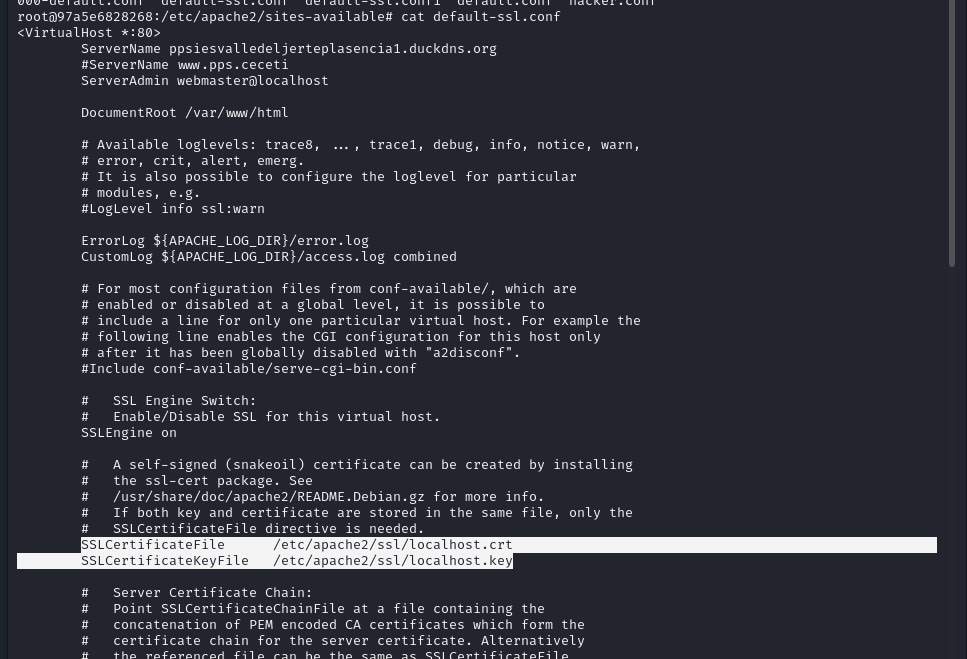 000-default.conf  default-ssl.conf  default-ssl.conf1  default.conf  hacker.conf
root@97a5e6828268:/etc/apache2/sites-available# cat default-ssl.conf
<VirtualHost *:80>
        ServerName ppsiesvalledeljerteplasencia1.duckdns.org
        #ServerName www.pps.ceceti
        ServerAdmin webmaster@localhost

        DocumentRoot /var/www/html

        # Available loglevels: trace8, ..., trace1, debug, info, notice, warn,
        # error, crit, alert, emerg.
        # It is also possible to configure the loglevel for particular
        # modules, e.g.
        #LogLevel info ssl:warn

        ErrorLog ${APACHE_LOG_DIR}/error.log
        CustomLog ${APACHE_LOG_DIR}/access.log combined

        # For most configuration files from conf-available/, which are
        # enabled or disabled at a global level, it is possible to
        # include a line for only one particular virtual host. For example the
        # following line enables the CGI configuration for this host only
        # after it has been globally disabled with "a2disconf".
        #Include conf-available/serve-cgi-bin.conf

        #   SSL Engine Switch:
        #   Enable/Disable SSL for this virtual host.
        SSLEngine on

        #   A self-signed (snakeoil) certificate can be created by installing
        #   the ssl-cert package. See
        #   /usr/share/doc/apache2/README.Debian.gz for more info.
        #   If both key and certificate are stored in the same file, only the
        #   SSLCertificateFile directive is needed.
        SSLCertificateFile      /etc/apache2/ssl/localhost.crt
        SSLCertificateKeyFile   /etc/apache2/ssl/localhost.key

        #   Server Certificate Chain:
        #   Point SSLCertificateChainFile at a file containing the
        #   concatenation of PEM encoded CA certificates which form the
        #   certificate chain for the server certificate. Alternatively
        #   the referenced file can be the same as SSLCertificateFile